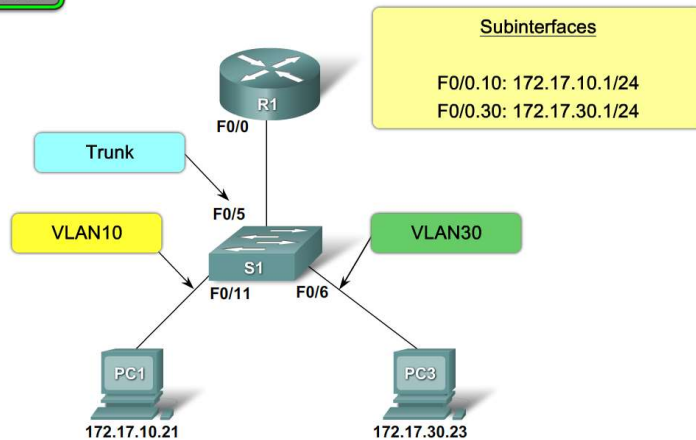 Subinterfaces
F0/0.10: 172.17.10.1/24
F0/0.30: 172.17.30.1/24
R1
F0/0
Trunk
F0/5
VLAN10
VLAN30
S1
F0/11
F0/6
PC1
PC3
172.17.10.21
172.17.30.23